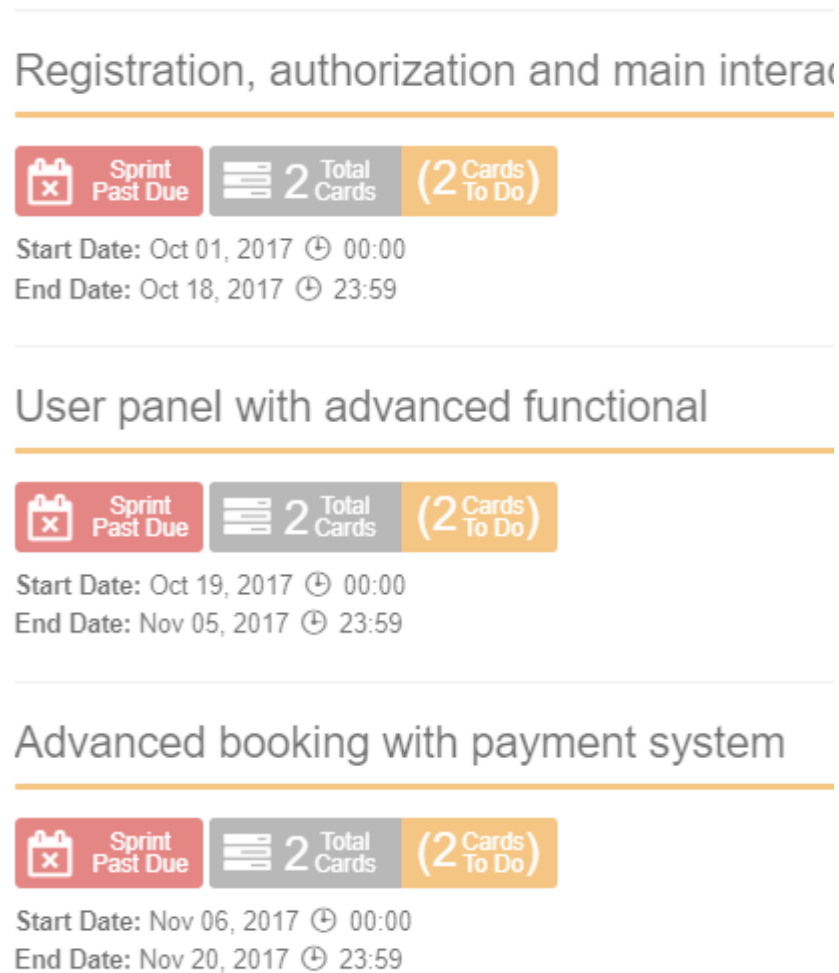 Registration, authorization and main interac
Sprint Past Due 2 Total Cards (2 Cards To Do)
Start Date: Oct 01, 2017 00:00
End Date: Oct 18, 2017 23:59
User panel with advanced functional
Sprint Past Due 2 Total Cards (2 Cards To Do)
Start Date: Oct 19, 2017 00:00
End Date: Nov 05, 2017 23:59
Advanced booking with payment system
Sprint Past Due 2 Total Cards (2 Cards To Do)
Start Date: Nov 06, 2017 00:00
End Date: Nov 20, 2017 23:59